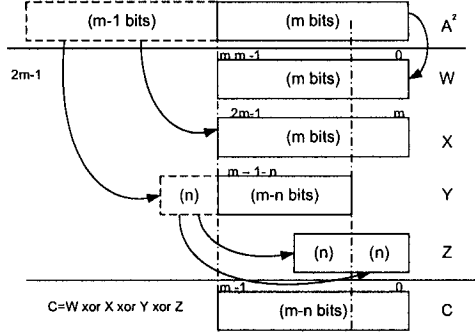 (m-1 bits) (m bits) A²
m m-1 0
2m-1 (m bits) W
2m-1 m
(m bits) X
m-1-n
(n) (m-n bits) Y
(n) (n) Z
m-1 0
C=W xor X xor Y xor Z (m-n bits) C